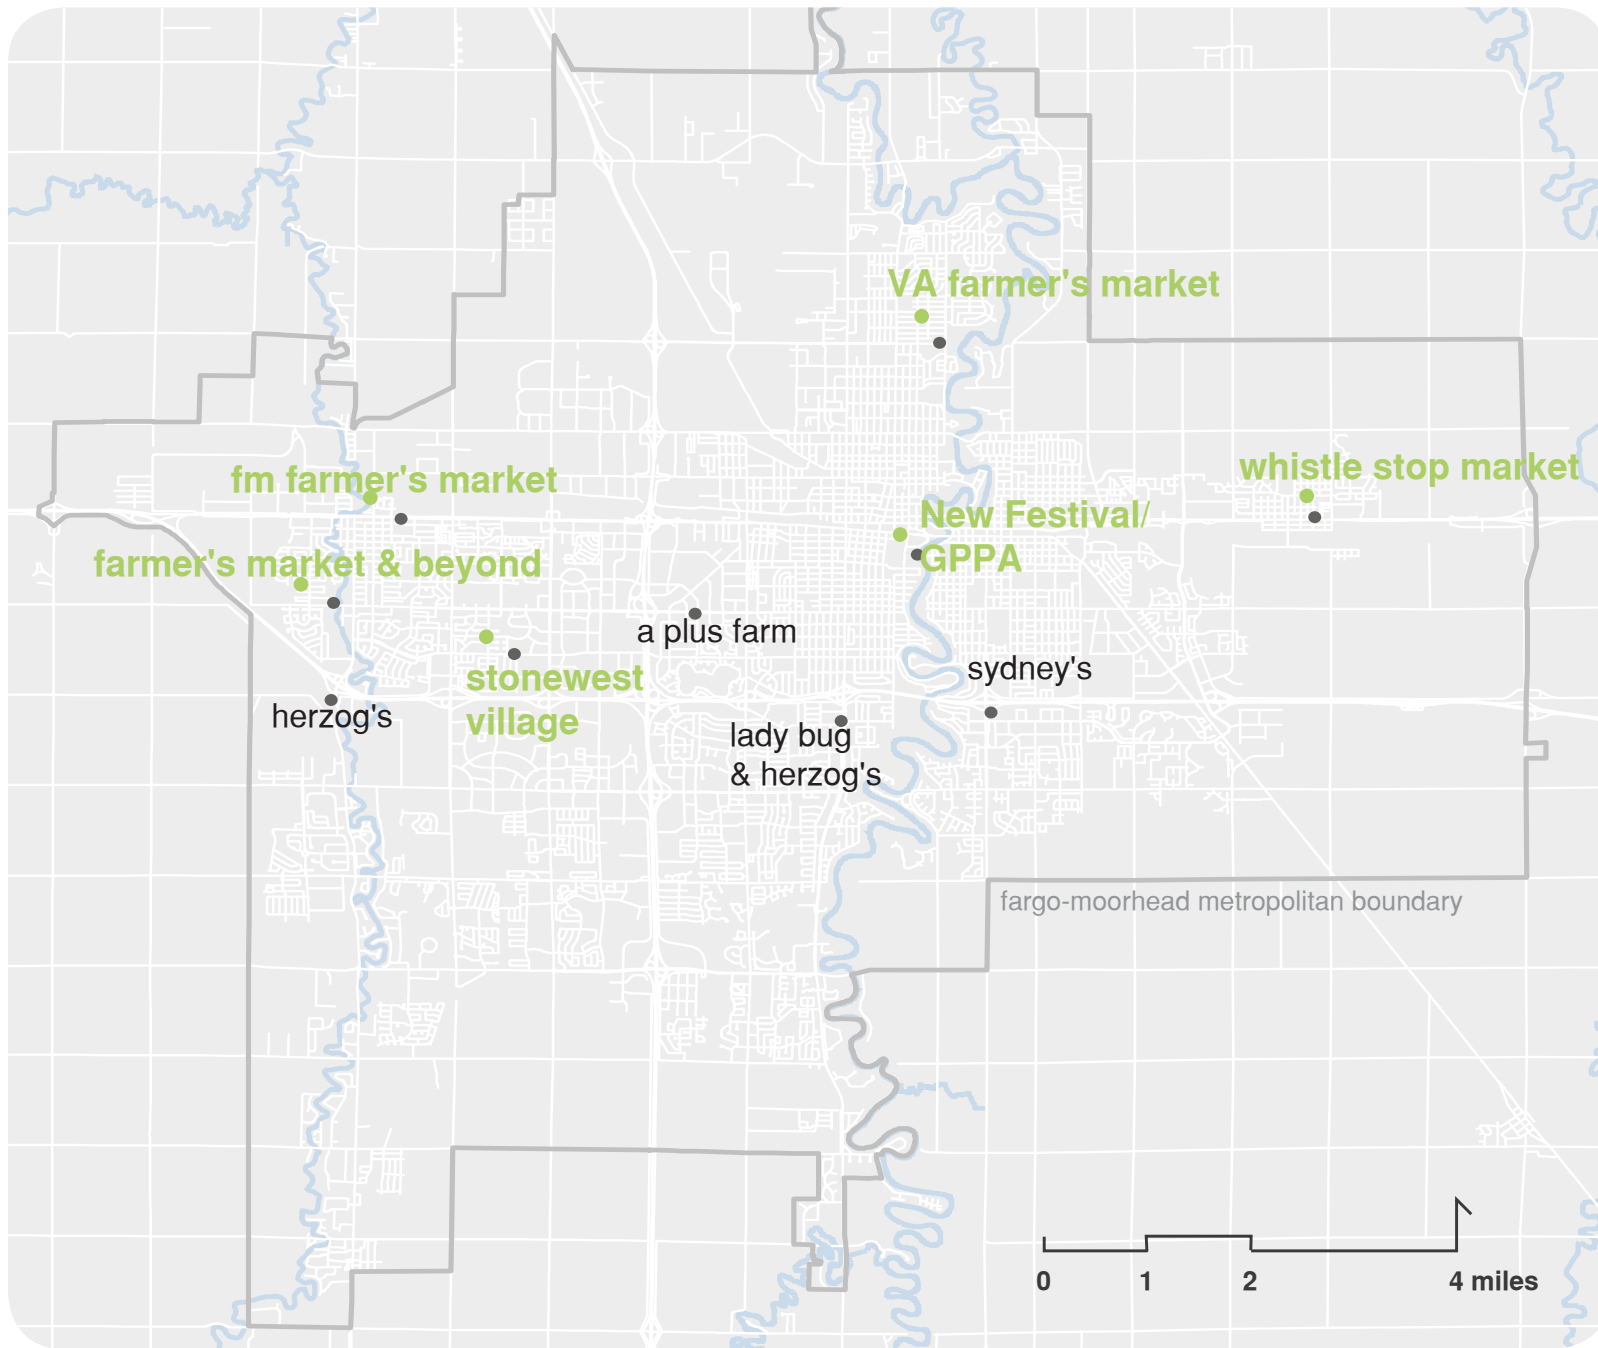 VA farmer's market
whistle stop market
fm farmer's market
New Festival/
GPPA
farmer's market & beyond
a plus farm
sydney's
stonewest
village
herzog's
lady bug
& herzog's
fargo-moorhead metropolitan boundary
0 1 2 4 miles